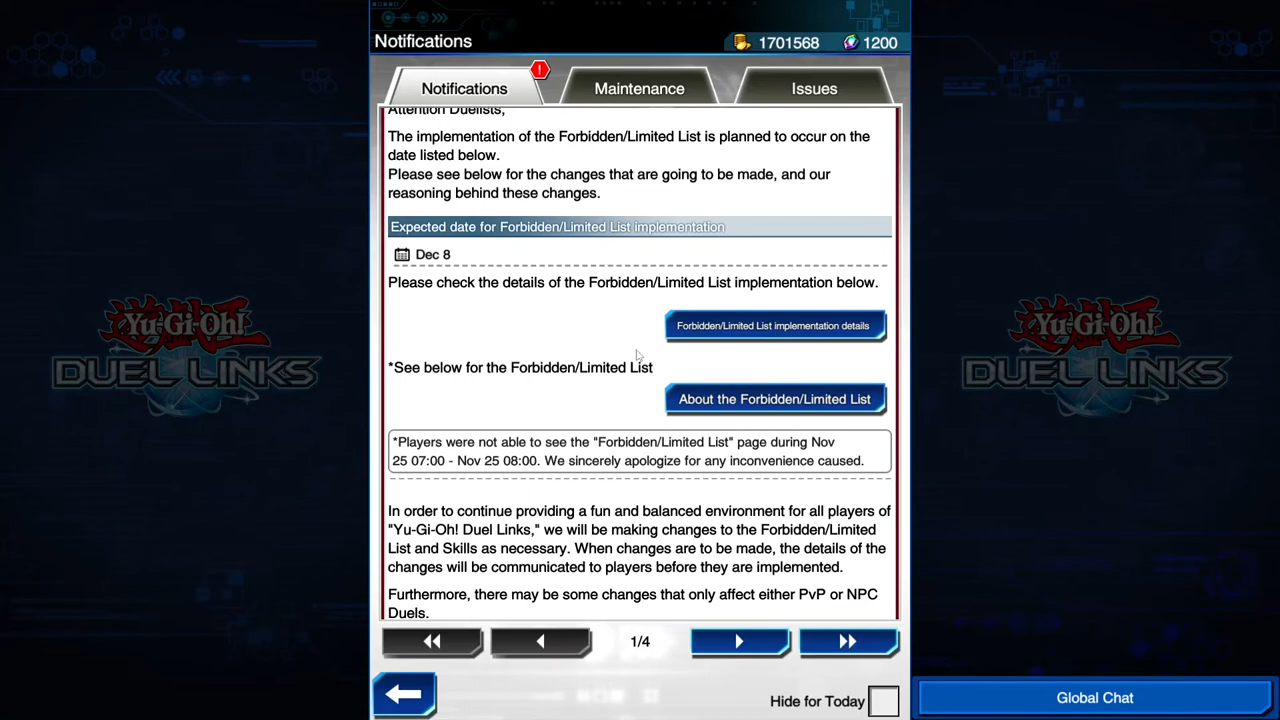 Notifications
1701568
1200
Notifications
Maintenance
Issues
Attention Duelists,
The implementation of the Forbidden/Limited List is planned to occur on the
date listed below.
Please see below for the changes that are going to be made, and our
reasoning behind these changes.
Expected date for Forbidden/Limited List implementation
Dec 8
Please check the details of the Forbidden/Limited List implementation below.
Forbidden/Limited List implementation details
*See below for the Forbidden/Limited List
About the Forbidden/Limited List
*Players were not able to see the "Forbidden/Limited List" page during Nov
25 07:00 - Nov 25 08:00. We sincerely apologize for any inconvenience caused.
In order to continue providing a fun and balanced environment for all players of
"Yu-Gi-Oh! Duel Links," we will be making changes to the Forbidden/Limited
List and Skills as necessary. When changes are to be made, the details of the
changes will be communicated to players before they are implemented.
Furthermore, there may be some changes that only affect either PvP or NPC
Duels.
1/4
Hide for Today
Global Chat
Yu-Gi-Oh!
DUEL LINKS
Yu-Gi-Oh!
DUEL LINKS